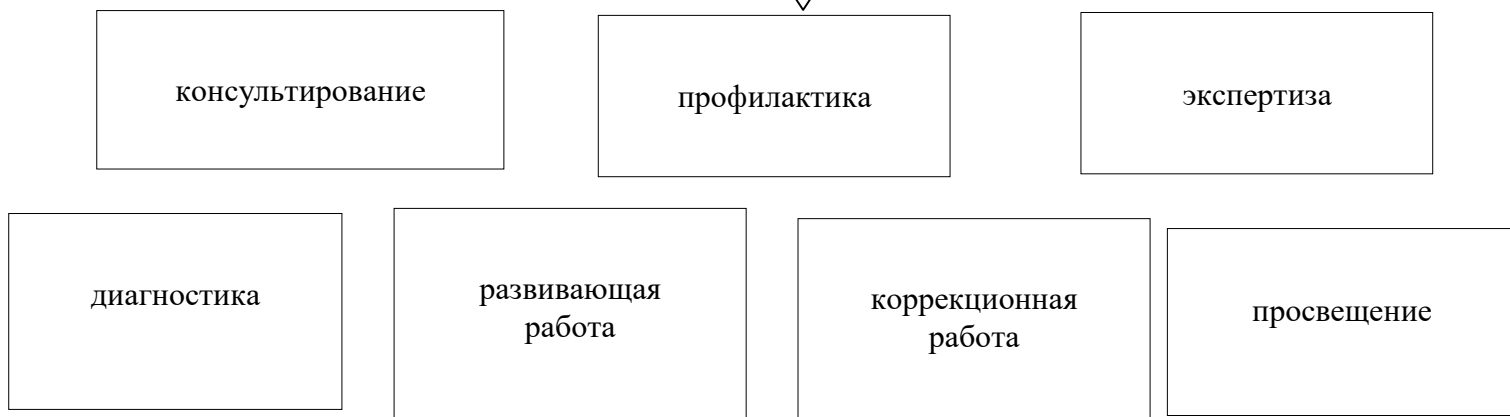 консультирование
профилактика
экспертиза
диагностика
развивающая
работа
коррекционная
работа
просвещение